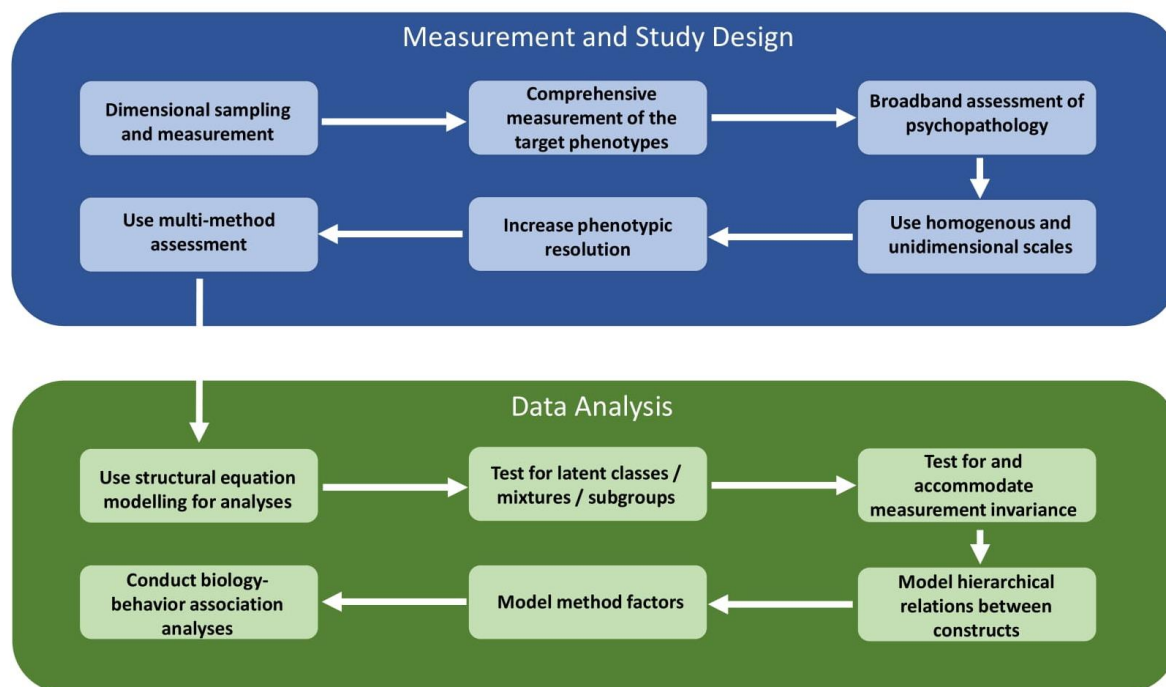 Measurement and Study Design
Dimensional sampling
and measurement
Comprehensive
measurement of the
target phenotypes
Broadband assessment of
psychopathology
Use homogenous and
unidimensional scales
Increase phenotypic
resolution
Use multi-method
assessment
Data Analysis
Use structural equation
modelling for analyses
Test for latent classes /
mixtures / subgroups
Test for and
accommodate
measurement invariance
Model hierarchical
relations between
constructs
Model method factors
Conduct biology-
behavior association
analyses